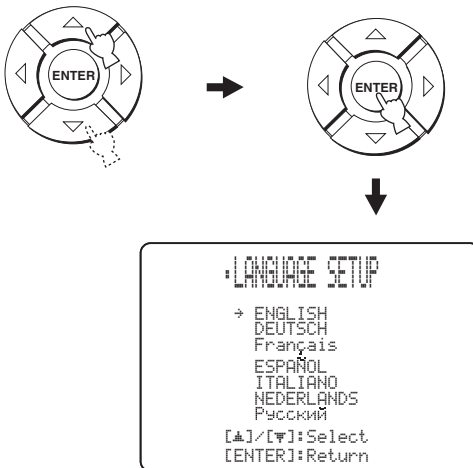 ENTER
ENTER
:LANGUAGE SETUP
→ ENGLISH
DEUTSCH
Français
ESPAÑOL
ITALIANO
NEDERLANDS
Русский
[▲]/[▼]:Select
[ENTER]:Return